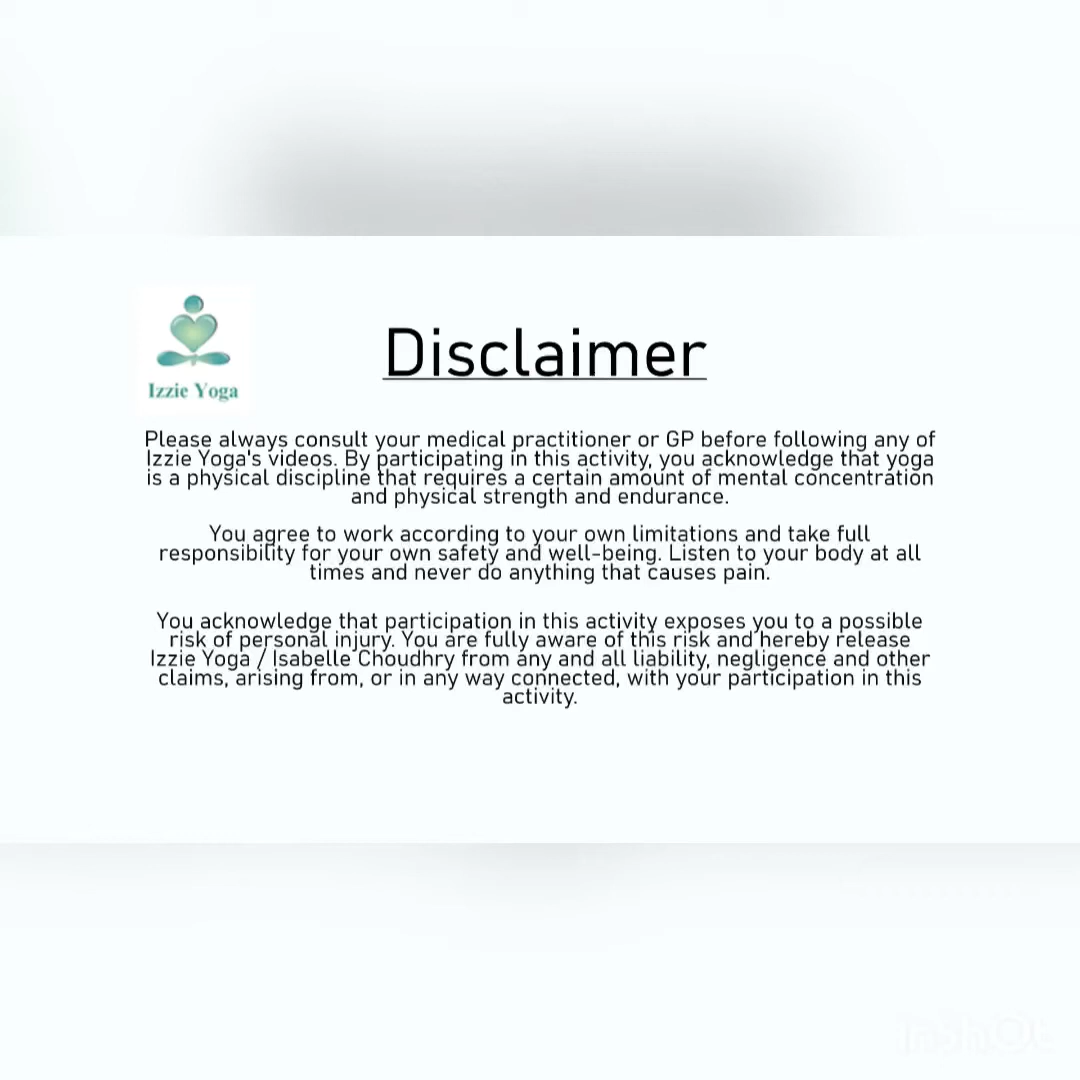 Izzie Yoga
Disclaimer
Please always consult your medical practitioner or GP before following any of
Izzie Yoga's videos. By participating in this activity, you acknowledge that yoga
is a physical discipline that requires a certain amount of mental concentration
and physical strength and endurance.
You agree to work according to your own limitations and take full
responsibility for your own safety and well-being. Listen to your body at all
times and never do anything that causes pain.
You acknowledge that participation in this activity exposes you to a possible
risk of personal injury. You are fully aware of this risk and hereby release
Izzie Yoga / Isabelle Choudhry from any and all liability, negligence and other
claims, arising from, or in any way connected, with your participation in this
activity.
InShOt